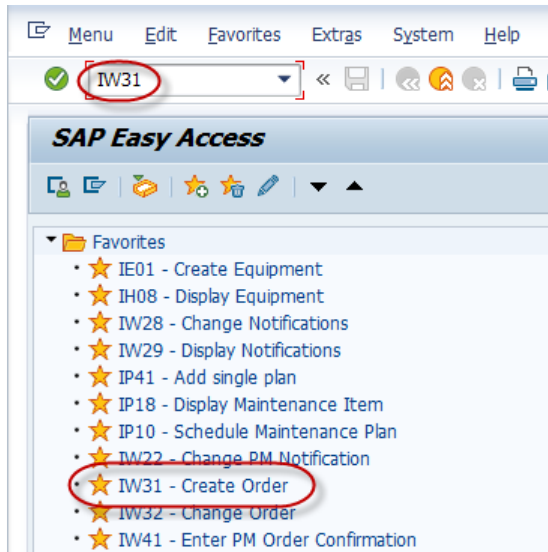 Menu Edit Favorites Extras System Help
IW31
SAP Easy Access
Favorites
IE01 - Create Equipment
IH08 - Display Equipment
IW28 - Change Notifications
IW29 - Display Notifications
IP41 - Add single plan
IP18 - Display Maintenance Item
IP10 - Schedule Maintenance Plan
IW22 - Change PM Notification
IW31 - Create Order
IW32 - Change Order
IW41 - Enter PM Order Confirmation